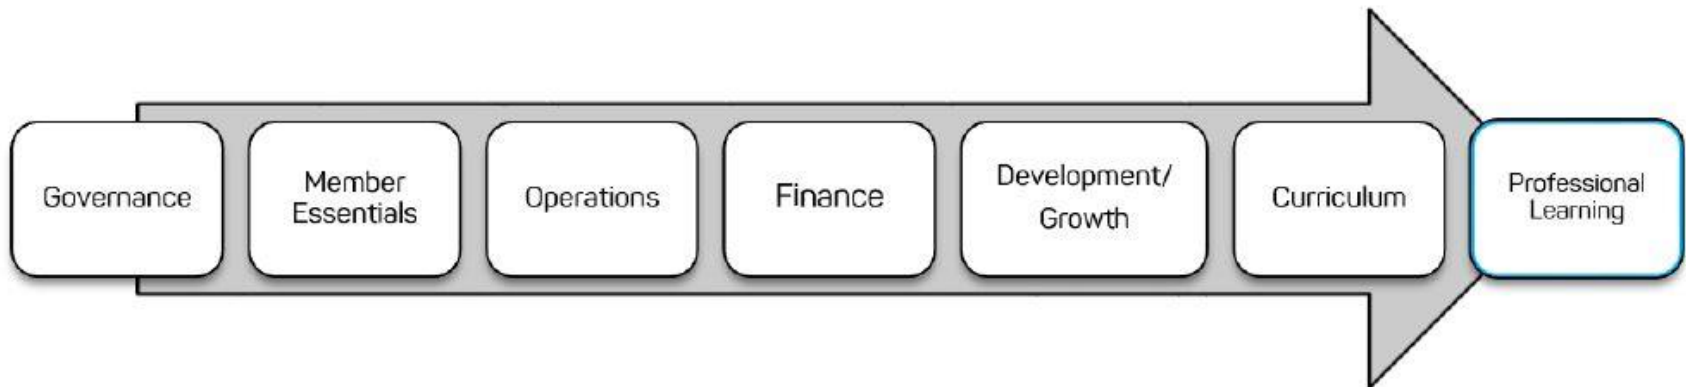 Governance
Member
Essentials
Operations
Finance
Development/
Growth
Curriculum
Professional
Learning